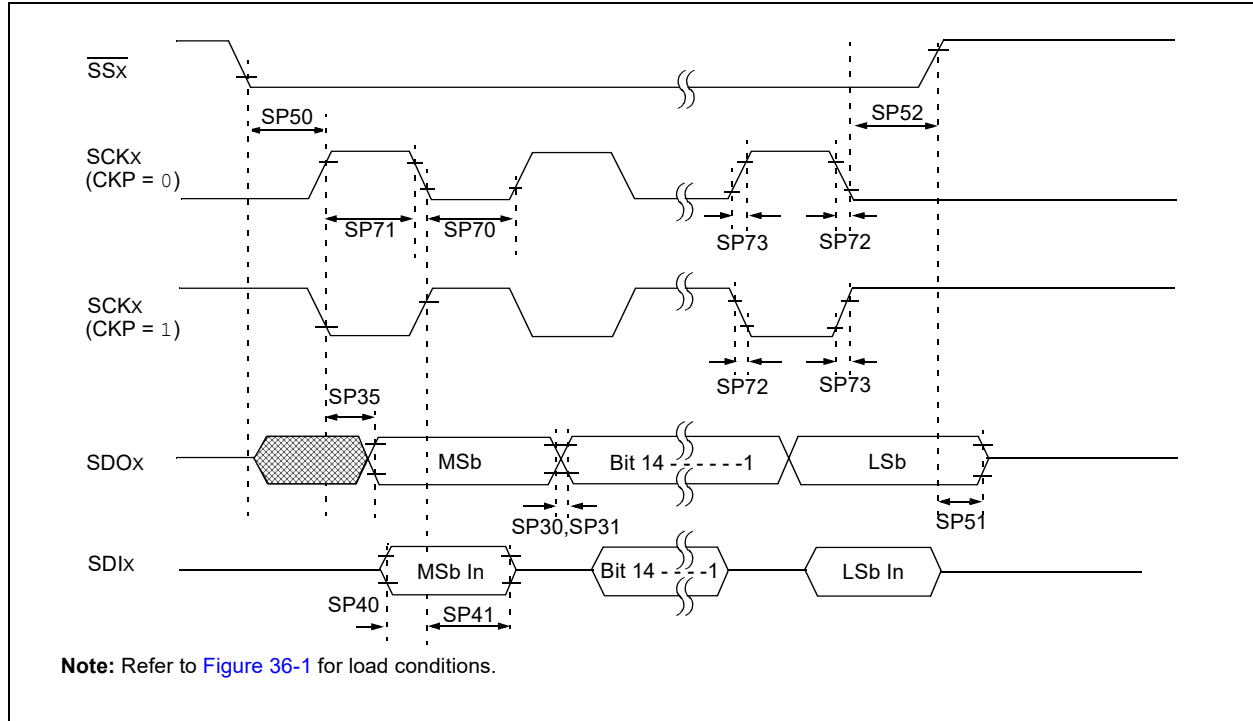 SSx
SP50
SP52
SCKx
(CKP = 0)
SP71
SP70
SP73
SP72
SCKx
(CKP = 1)
SP72
SP73
SP35
SDOx
MSb
Bit 14 - - - - - -1
LSb
SP30,SP31
SP51
SDIx
MSb In
Bit 14 - - - -1
LSb In
SP40
SP41
Note: Refer to Figure 36-1 for load conditions.